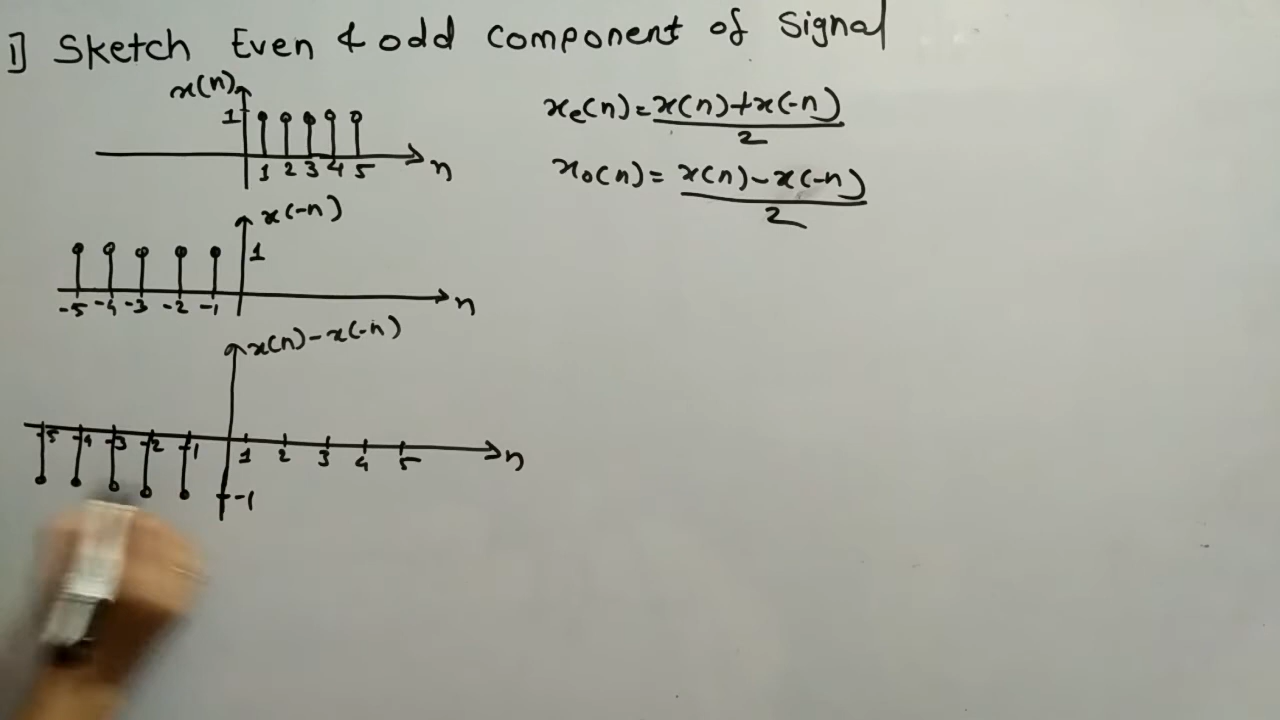 1] Sketch Even & odd component of Signal
x(n)
1
1 2 3 4 5 n
xe(n)= x(n)+x(-n)
2
xo(n)= x(n)-x(-n)
2
x(-n)
1
-5 -4 -3 -2 -1 n
x(n)-x(-n)
-5 -4 -3 -2 -1 1 2 3 4 5 n
-1